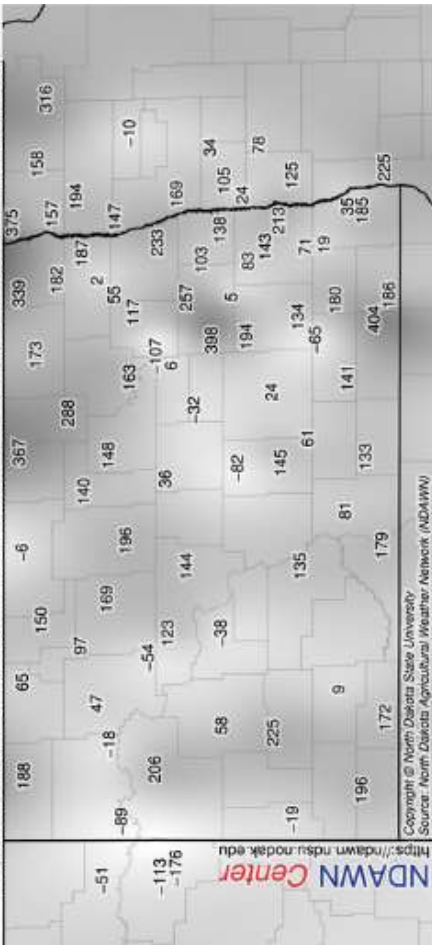 188 65 -6 367 339 375
150 173 182 157 158 316
97 140 288 187 194
-51 47 169 148 2 55 147
-89 -18 196 163 117 -10
-113 206 -54 123 36 -107 6 233 169
-176 144 -32 257
58 -38 398 103 138 105 34
-82 194 5 83 24 78
-19 225 135 145 24 134 143 213 125
61 -65 71 19
9 81 141 180 35
196 172 179 133 404 186 185 225
NDAWN Center
https://ndawn.ndsu.nodak.edu
Copyright © North Dakota State University
Source: North Dakota Agricultural Weather Network (NDAWN)